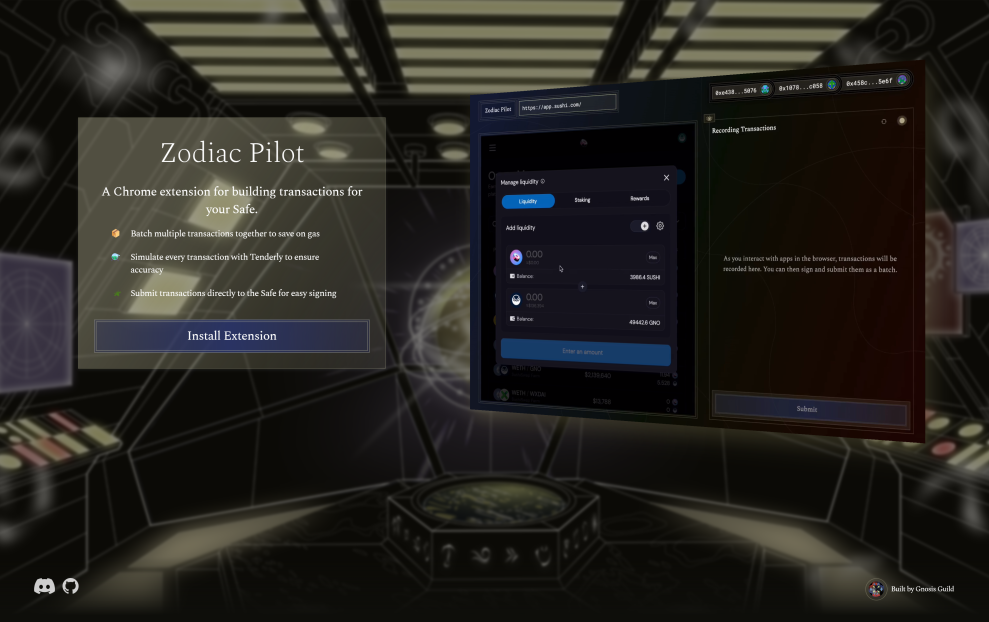 Zodiac Pilot
A Chrome extension for building transactions for
your Safe.
Batch multiple transactions together to save on gas
Simulate every transaction with Tenderly to ensure
accuracy
Submit transactions directly to the Safe for easy signing
Install Extension
Zodiac Pilot
https://app.sushi.com/
0xe438...5076
0x1078...c058
0x458c...5e6f
Recording Transactions
Manage liquidity
Liquidity
Staking
Rewards
Add liquidity
0.00
Max
Balance:
3986.4 SUSHI
0.00
Max
Balance:
49442.6 GNO
Enter an amount
As you interact with apps in the browser, transactions will be
recorded here. You can then sign and submit them as a batch.
Submit
Built by Gnosis Guild